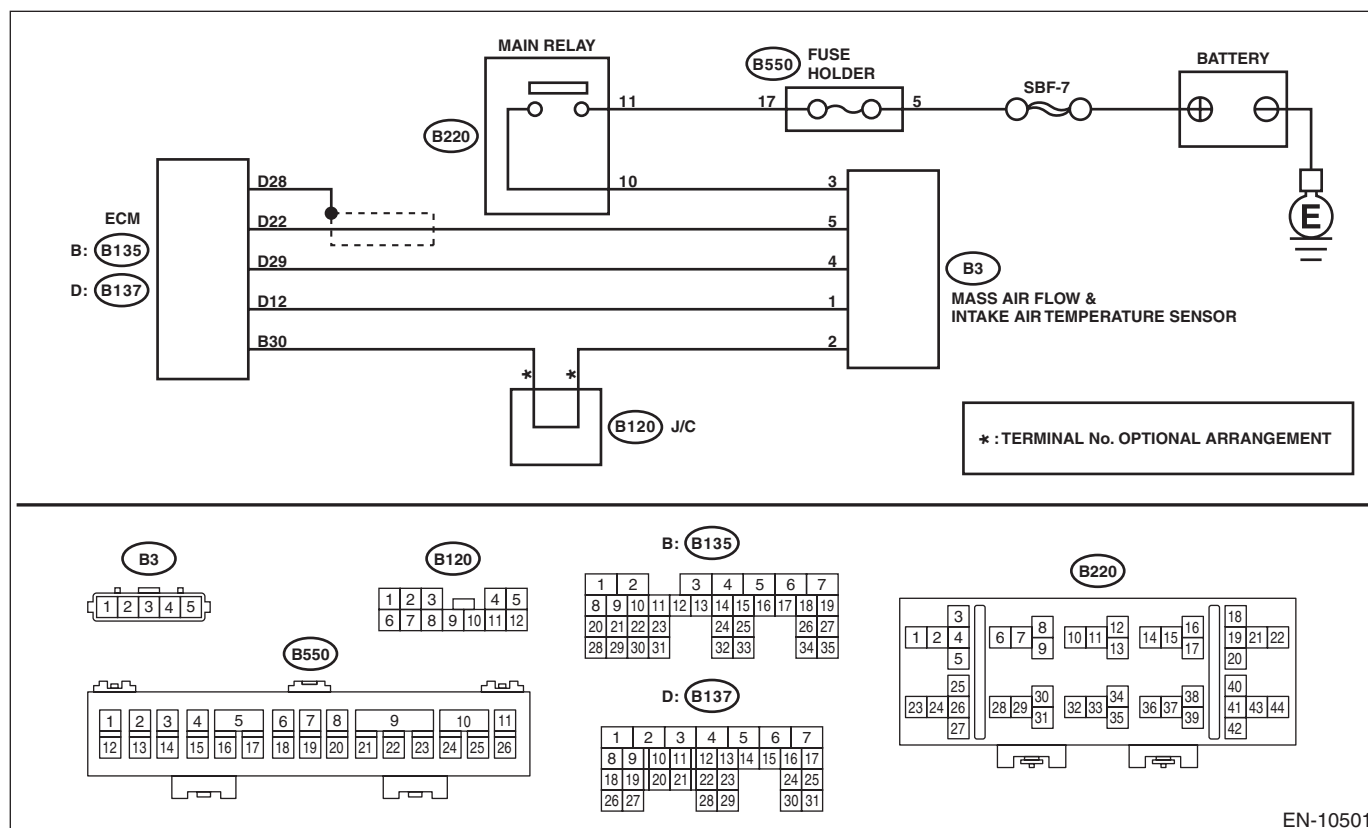 MAIN RELAY
B550
FUSE
HOLDER
BATTERY
SBF-7
11
17
5
B220
10
3
ECM
B: B135
D: B137
D28
D22
5
D29
4
B3
MASS AIR FLOW &
INTAKE AIR TEMPERATURE SENSOR
E
D12
1
B30
2
* *
B120 J/C
* : TERMINAL No. OPTIONAL ARRANGEMENT
B3
1 2 3 4 5
B120
1 2 3 4 5
6 7 8 9 10 11 12
B: B135
1 2 3 4 5 6 7
8 9 10 11 12 13 14 15 16 17 18 19
20 21 22 23 24 25 26 27
28 29 30 31 32 33 34 35
B220
3 8 12 16 18
1 2 4 6 7 10 11 14 15 19 21 22
5 9 13 17 20
25 30 34 38 40
23 24 26 28 29 32 33 36 37 41 43 44
27 31 35 39 42
B550
1 2 3 4 5 6 7 8 9 10 11
12 13 14 15 16 17 18 19 20 21 22 23 24 25 26
D: B137
1 2 3 4 5 6 7
8 9 10 11 12 13 14 15 16 17
18 19 20 21 22 23 24 25
26 27 28 29 30 31
EN-10501